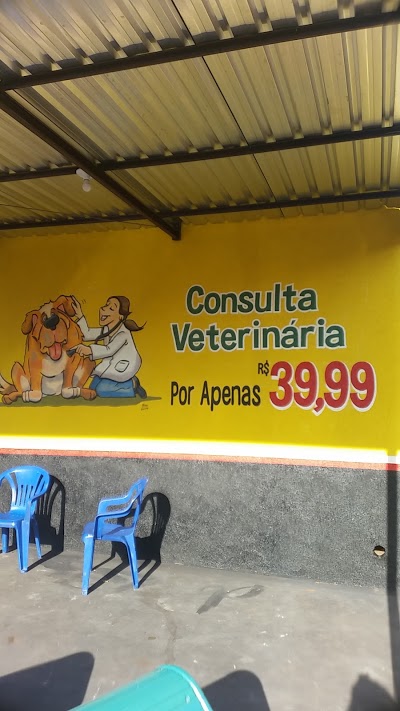 Consulta
Veterinária
Por Apenas R$ 39,99